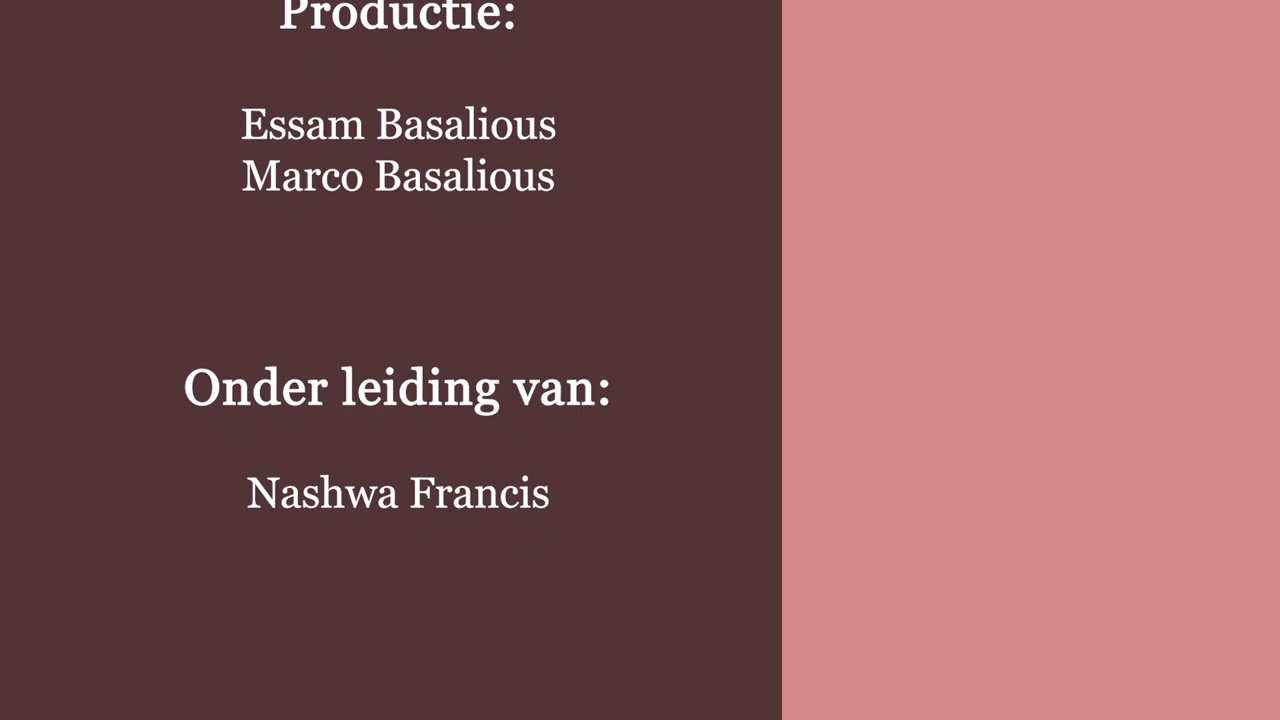 Productie:
Essam Basalious
Marco Basalious
Onder leiding van:
Nashwa Francis